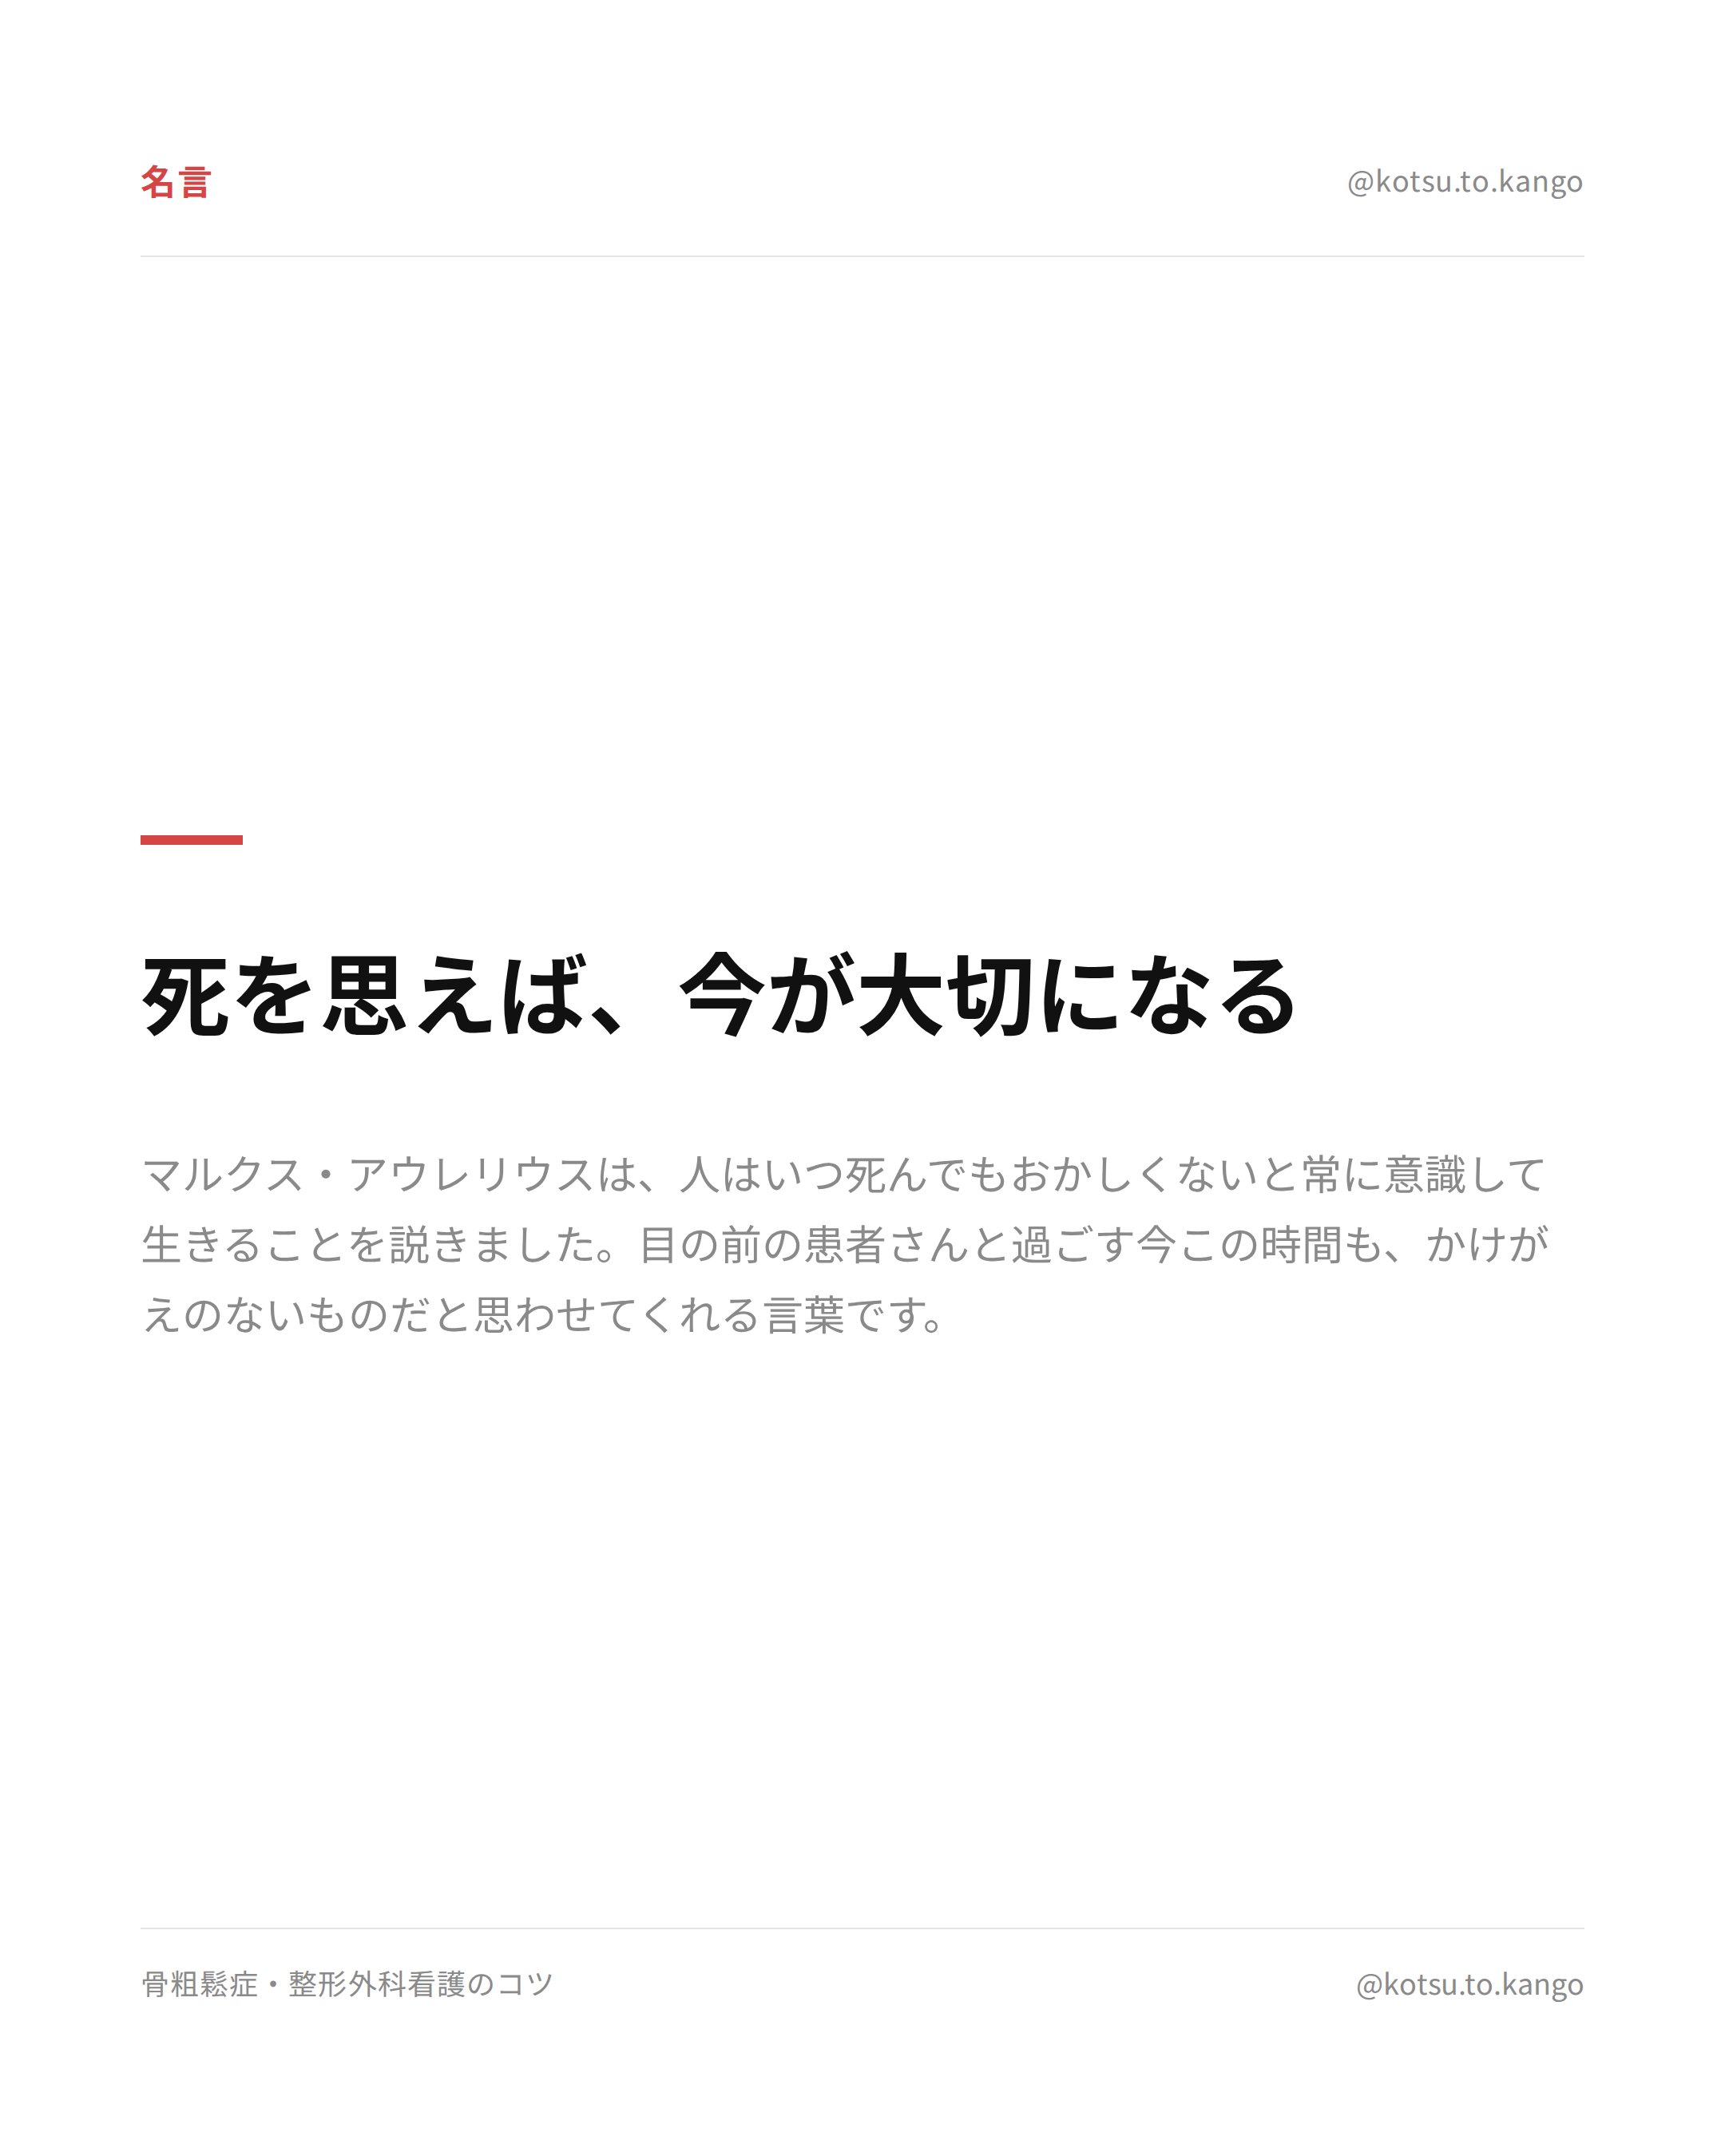 名言
@kotsu.to.kango
死を思えば、今が大切になる
マルクス・アウレリウスは、人はいつ死んでもおかしくないと常に意識して
生きることを説きました。目の前の患者さんと過ごす今この時間も、かけが
えのないものだと思わせてくれる言葉です。
骨粗鬆症・整形外科看護のコツ
@kotsu.to.kango